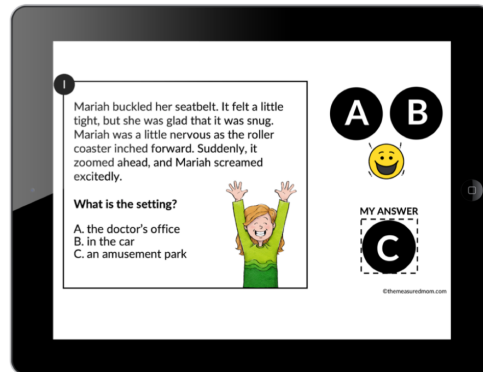 1
Mariah buckled her seatbelt. It felt a little
tight, but she was glad that it was snug.
Mariah was a little nervous as the roller
coaster inched forward. Suddenly, it
zoomed ahead, and Mariah screamed
excitedly.
What is the setting?
A. the doctor's office
B. in the car
C. an amusement park
A B
MY ANSWER
C
©themeasuredmom.com